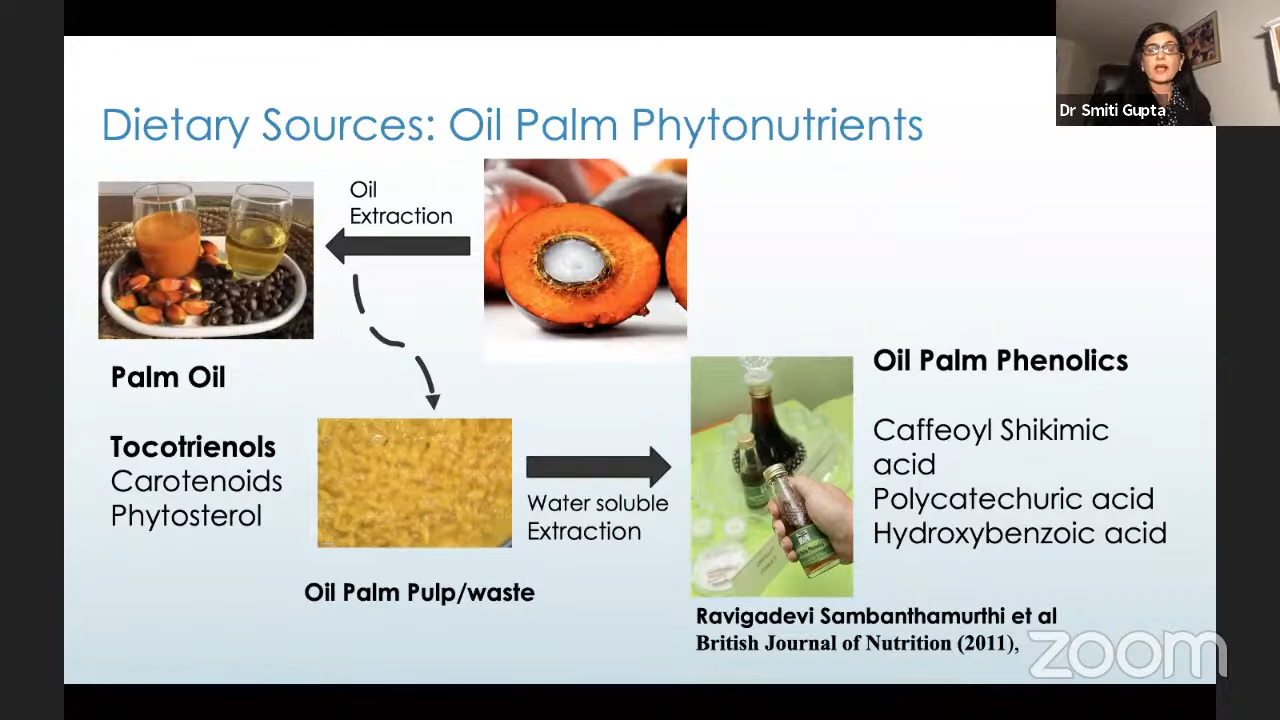 Dr Smiti Gupta
Dietary Sources: Oil Palm Phytonutrients
Oil
Extraction
Palm Oil
Tocotrienols
Carotenoids
Phytosterol
Oil Palm Pulp/waste
Water soluble
Extraction
Oil Palm Phenolics
Caffeoyl Shikimic
acid
Polycatechuric acid
Hydroxybenzoic acid
Ravigadevi Sambanthamurthi et al
British Journal of Nutrition (2011),
zoom